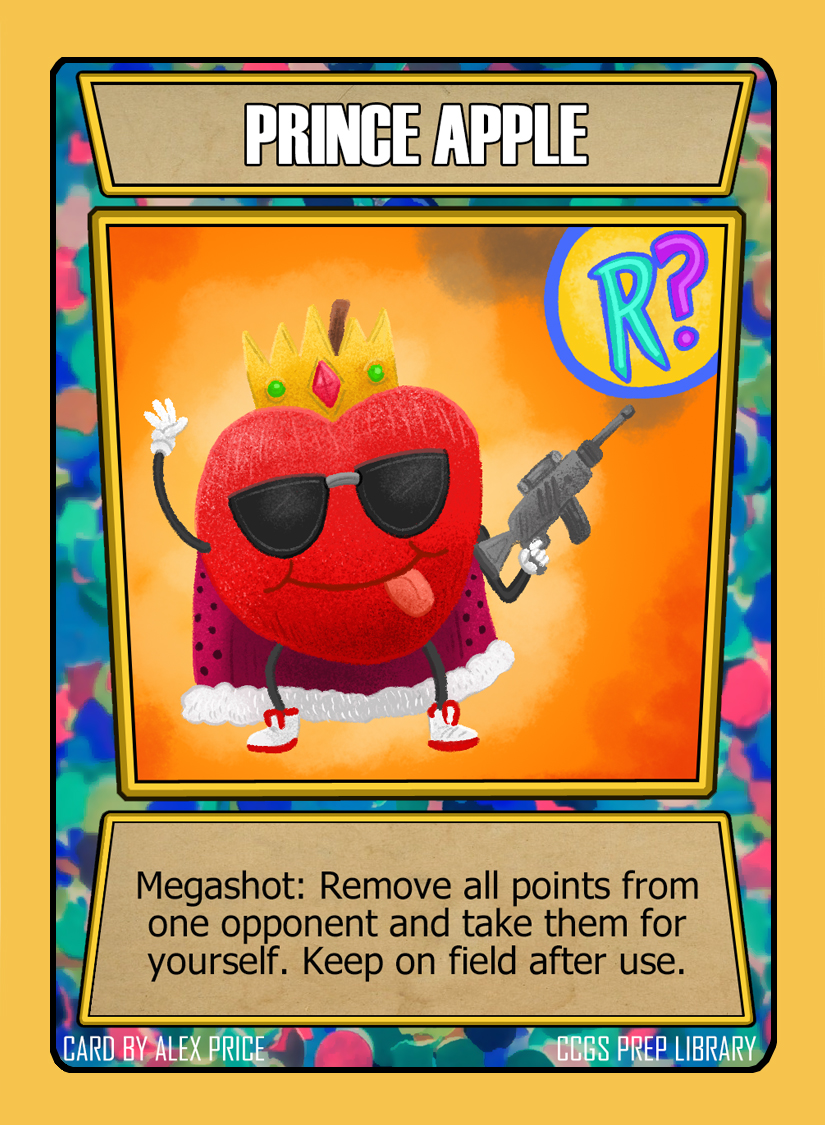 PRINCE APPLE
R?
Megashot: Remove all points from
one opponent and take them for
yourself. Keep on field after use.
CARD BY ALEX PRICE
CCGS PREP LIBRARY